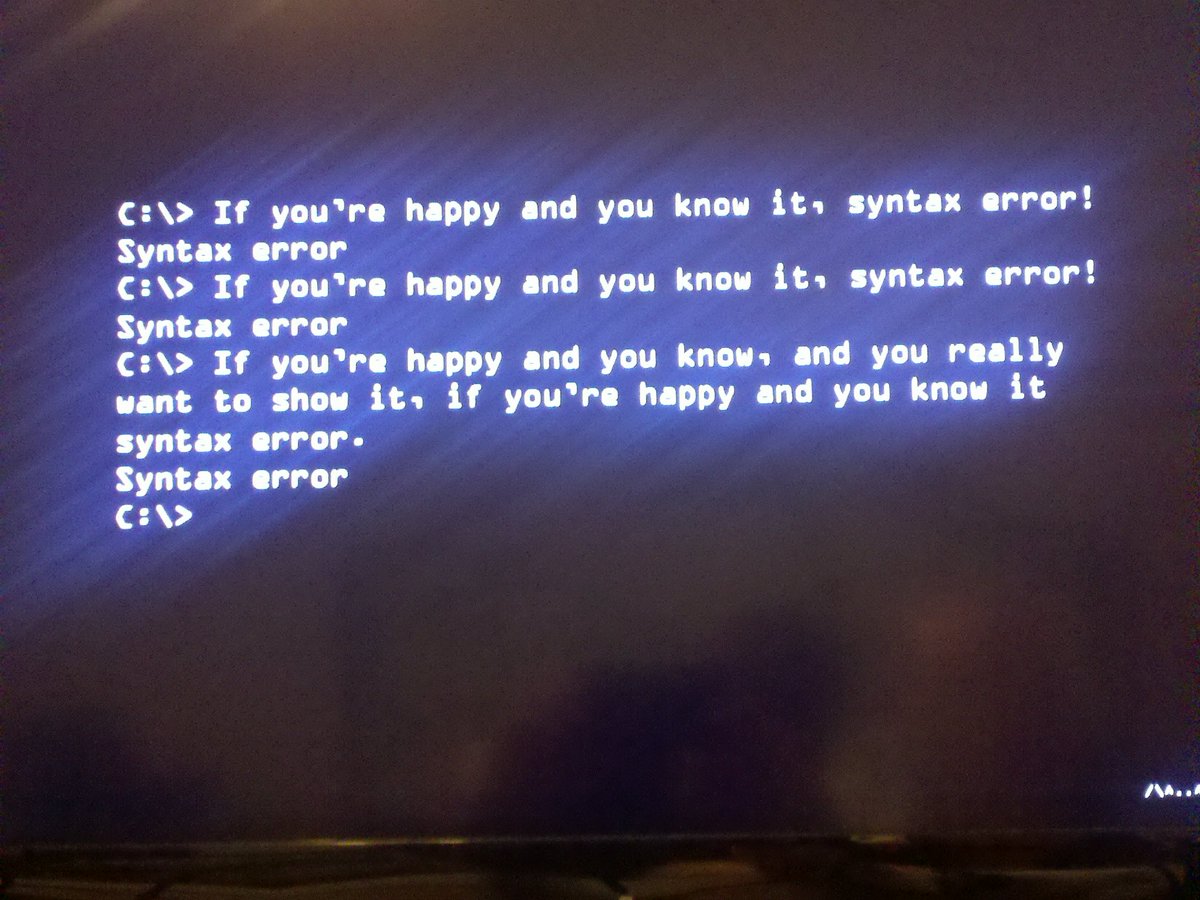 C:\> If you're happy and you know it, syntax error!
Syntax error
C:\> If you're happy and you know it, syntax error!
Syntax error
C:\> If you're happy and you know, and you really
want to show it, if you're happy and you know it
syntax error.
Syntax error
C:\>